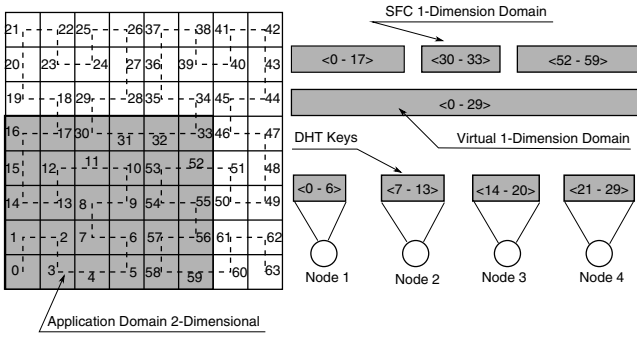 21 22 25 26 37 38 41 42
20 23 24 27 36 39 40 43
19 18 29 28 35 34 45 44
16 17 30 31 32 33 46 47
15 12 11 10 53 52 51 48
14 13 8 9 54 55 50 49
1 2 7 6 57 56 61 62
0 3 4 5 58 59 60 63
Application Domain 2-Dimensional
SFC 1-Dimension Domain
<0 - 17> <30 - 33> <52 - 59>
<0 - 29>
DHT Keys
Virtual 1-Dimension Domain
<0 - 6> <7 - 13> <14 - 20> <21 - 29>
Node 1 Node 2 Node 3 Node 4